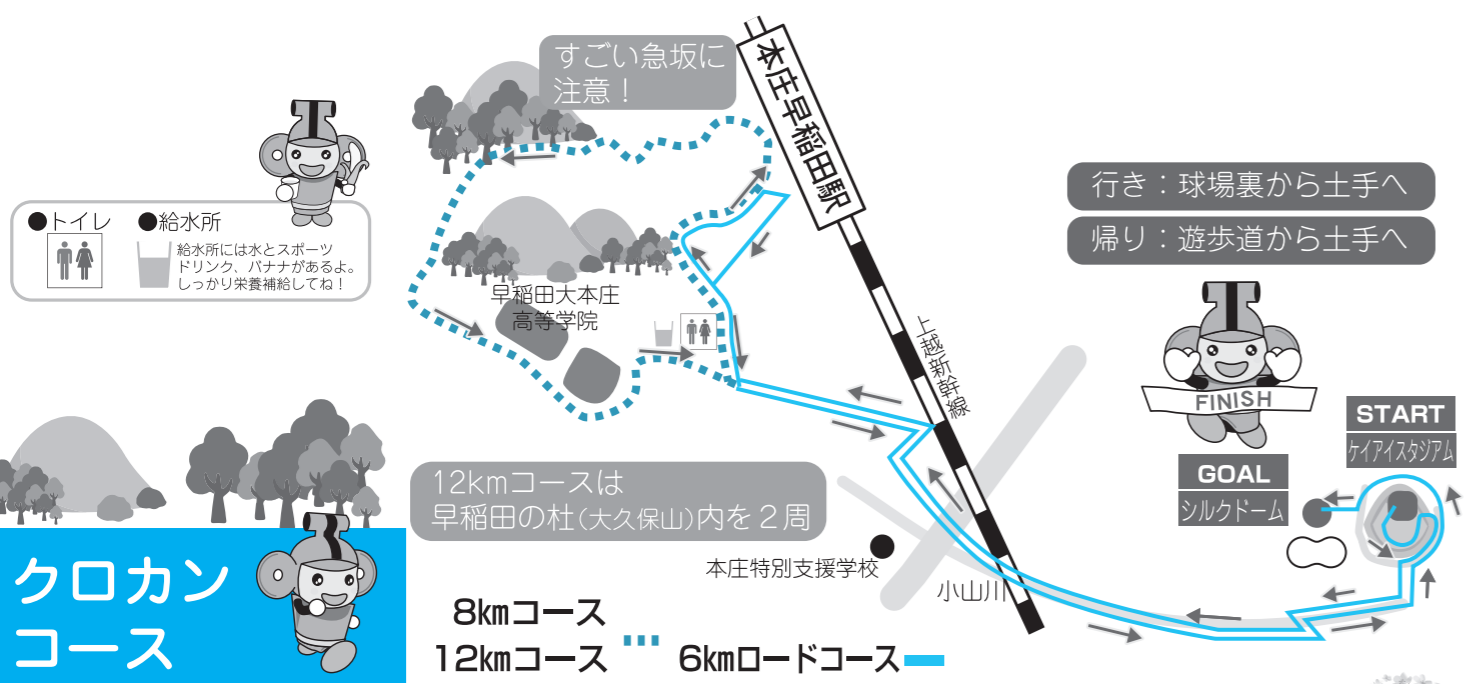 すごい急坂に
注意！
本庄早稲田駅
行き：球場裏から土手へ
帰り：遊歩道から土手へ
●トイレ
●給水所
給水所には水とスポーツ
ドリンク、バナナがあるよ。
しっかり栄養補給してね！
早稲田大本庄
高等学院
上越新幹線
FINISH
START
ケイアイスタジアム
GOAL
シルクドーム
12kmコースは
早稲田の杜(大久保山)内を２周
本庄特別支援学校
小山川
クロカン
コース
8㎞コース
12㎞コース
6㎞ロードコース